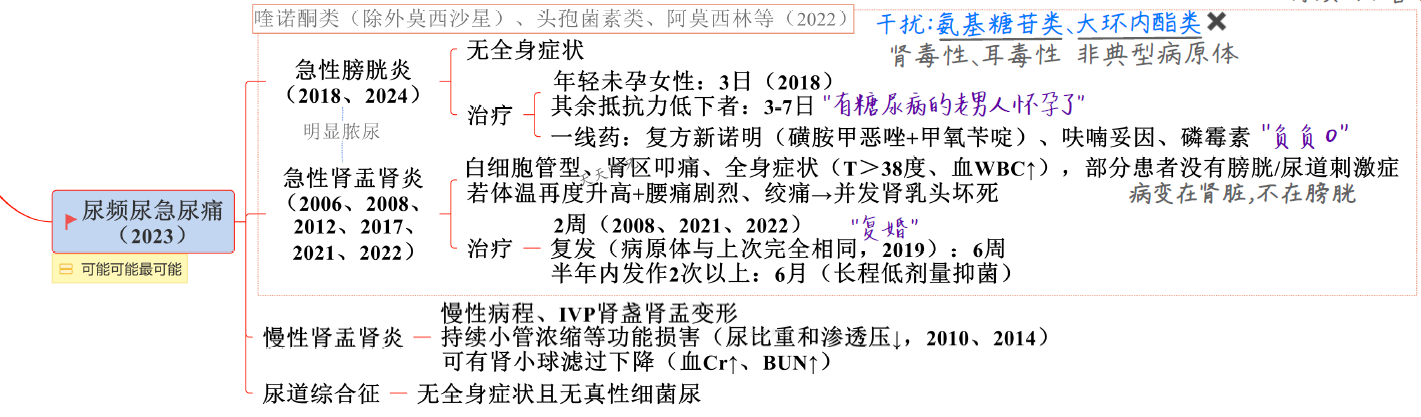 喹诺酮类（除外莫西沙星）、头孢菌素类、阿莫西林等（2022）
干扰:氨基糖苷类、大环内酯类✖
肾毒性、耳毒性 非典型病原体
急性膀胱炎
（2018、2024）
无全身症状
治疗
年轻未孕女性：3日（2018）
其余抵抗力低下者：3-7日 "有糖尿病的老男人怀孕了"
一线药：复方新诺明（磺胺甲恶唑+甲氧苄啶）、呋喃妥因、磷霉素 "负负0"
明显脓尿
急性肾盂肾炎
（2006、2008、
2012、2017、
2021、2022）
白细胞管型、肾区叩痛、全身症状（T＞38度、血WBC↑），部分患者没有膀胱/尿道刺激症
若体温再度升高+腰痛剧烈、绞痛→并发肾乳头坏死
病变在肾脏,不在膀胱
治疗
2周（2008、2021、2022）
"复婚"
复发（病原体与上次完全相同，2019）：6周
半年内发作2次以上：6月（长程低剂量抑菌）
尿频尿急尿痛
（2023）
可能可能最可能
慢性肾盂肾炎
慢性病程、IVP肾盏肾盂变形
持续小管浓缩等功能损害（尿比重和渗透压↓，2010、2014）
可有肾小球滤过下降（血Cr↑、BUN↑）
尿道综合征
无全身症状且无真性细菌尿